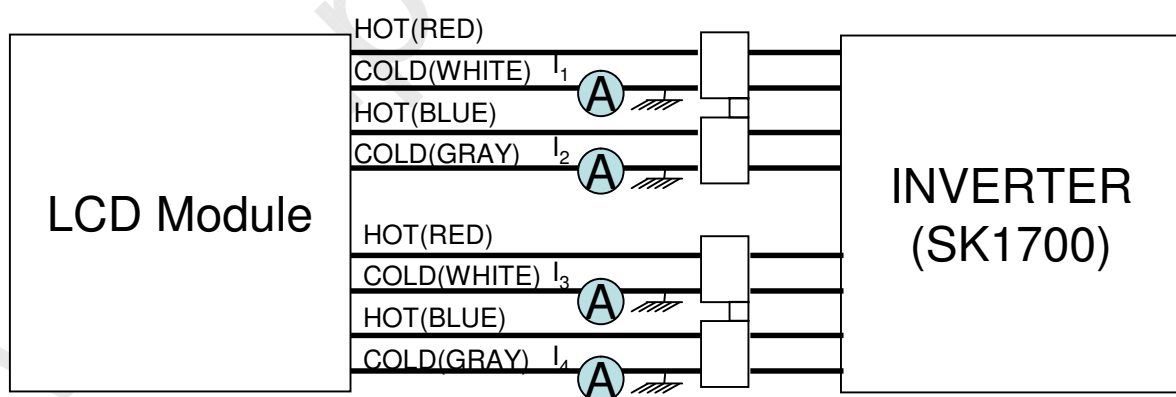 HOT(RED)
COLD(WHITE) I1
A
HOT(BLUE)
COLD(GRAY) I2
A
LCD Module
INVERTER
(SK1700)
HOT(RED)
COLD(WHITE) I3
A
HOT(BLUE)
COLD(GRAY) I4
A